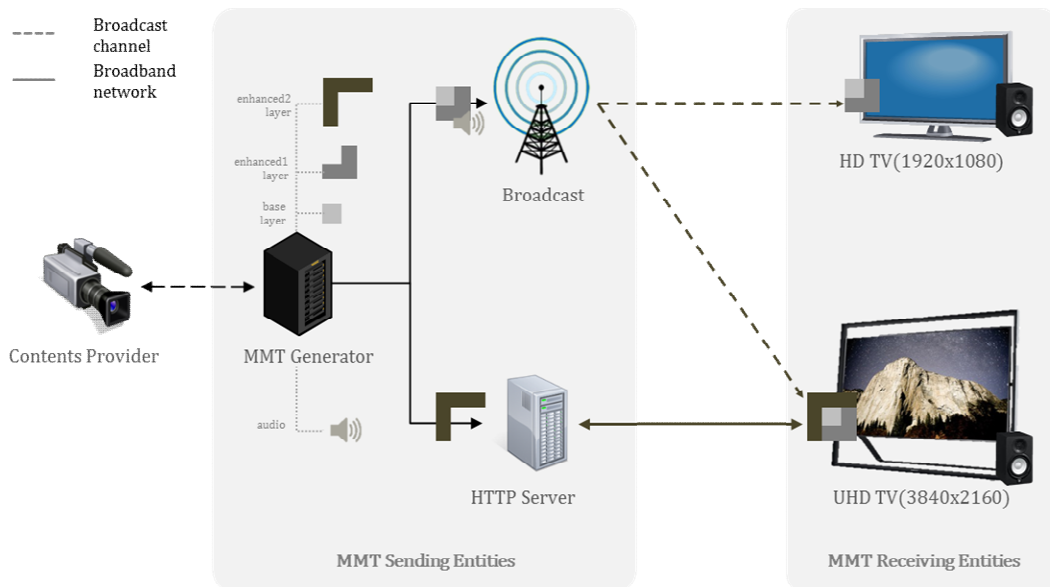 Broadcast
channel
Broadband
network
enhanced2
layer
enhanced1
layer
base
layer
Broadcast
HD TV(1920x1080)
Contents Provider
MMT Generator
audio
HTTP Server
UHD TV(3840x2160)
MMT Sending Entities
MMT Receiving Entities